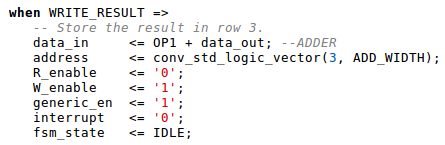 when WRITE_RESULT =>
-- Store the result in row 3.
data_in <= OP1 + data_out; --ADDER
address <= conv_std_logic_vector(3, ADD_WIDTH);
R_enable <= '0';
W_enable <= '1';
generic_en <= '1';
interrupt <= '0';
fsm_state <= IDLE;